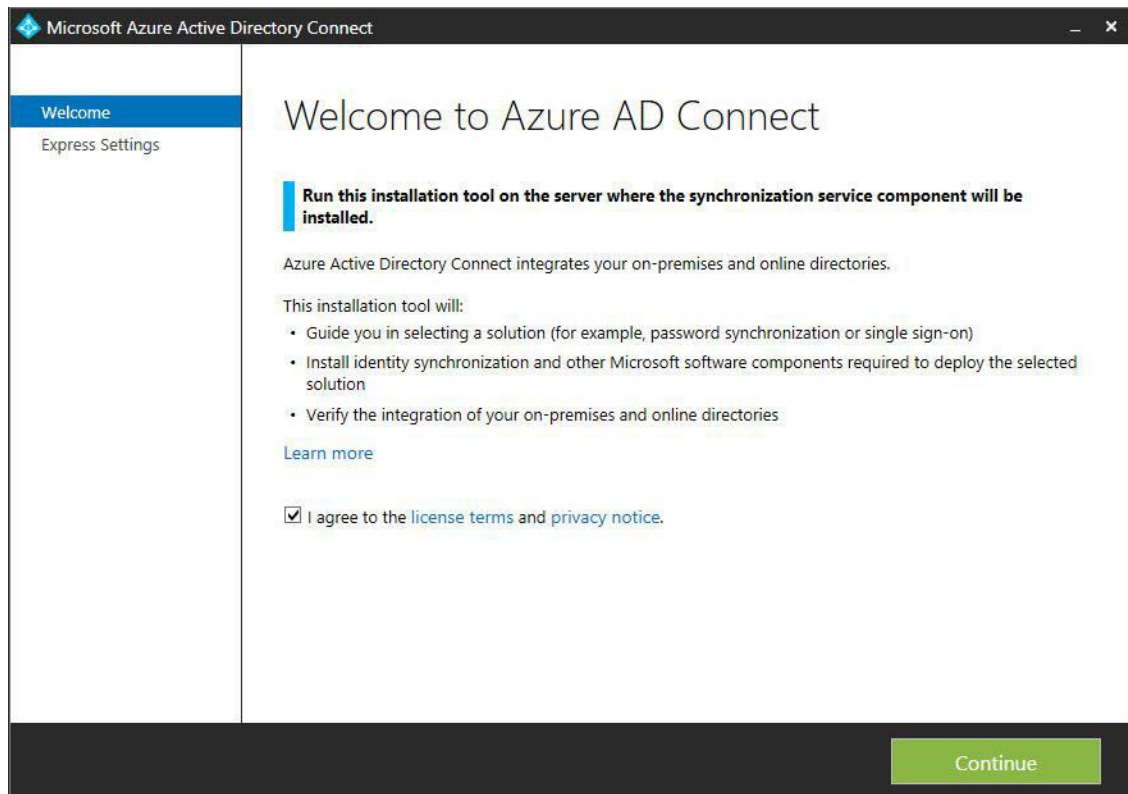 Microsoft Azure Active Directory Connect
Welcome
Express Settings
Welcome to Azure AD Connect
Run this installation tool on the server where the synchronization service component will be
installed.
Azure Active Directory Connect integrates your on-premises and online directories.
This installation tool will:
• Guide you in selecting a solution (for example, password synchronization or single sign-on)
• Install identity synchronization and other Microsoft software components required to deploy the selected
solution
• Verify the integration of your on-premises and online directories
Learn more
I agree to the license terms and privacy notice.
Continue